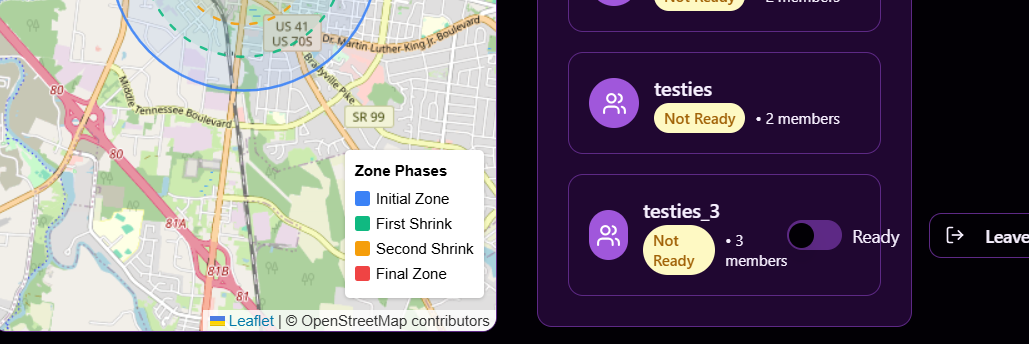 US 41
US 70S
Dr. Martin Luther King Jr. Boulevard
Bradyville Pike
80
Middle Tennessee Boulevard
SR 99
80
81A
81B
81
Zone Phases
Initial Zone
First Shrink
Second Shrink
Final Zone
Leaflet | © OpenStreetMap contributors
Not Ready • 2 members
testies
Not Ready • 2 members
testies_3
Not
Ready
• 3
members
Ready
Leave